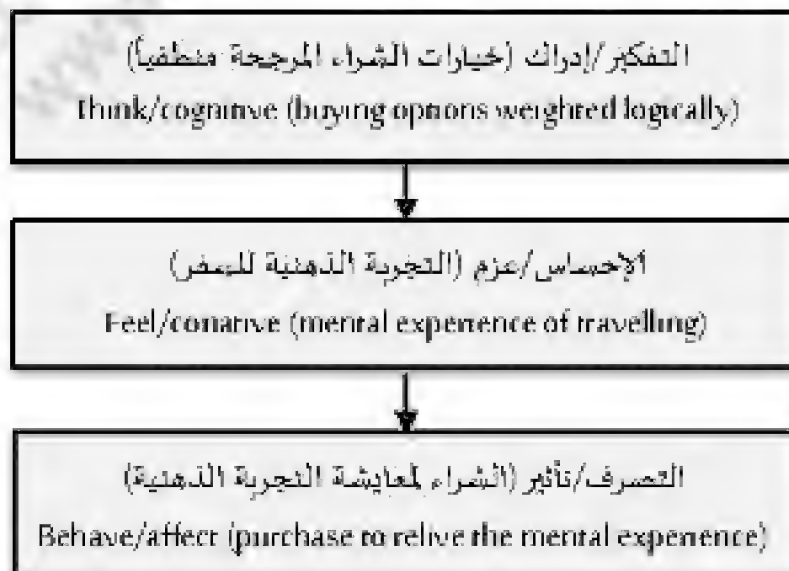 التفكير/إدراك (خيارات الشراء المرجحة منطقياً)
Think/cognitive (buying options weighted logically)
الإحساس/عزم (التجربة الذهنية للسفر)
Feel/conative (mental experience of travelling)
التصرف/تأثير (الشراء لمعايشة التجربة الذهنية)
Behave/affect (purchase to relive the mental experience)